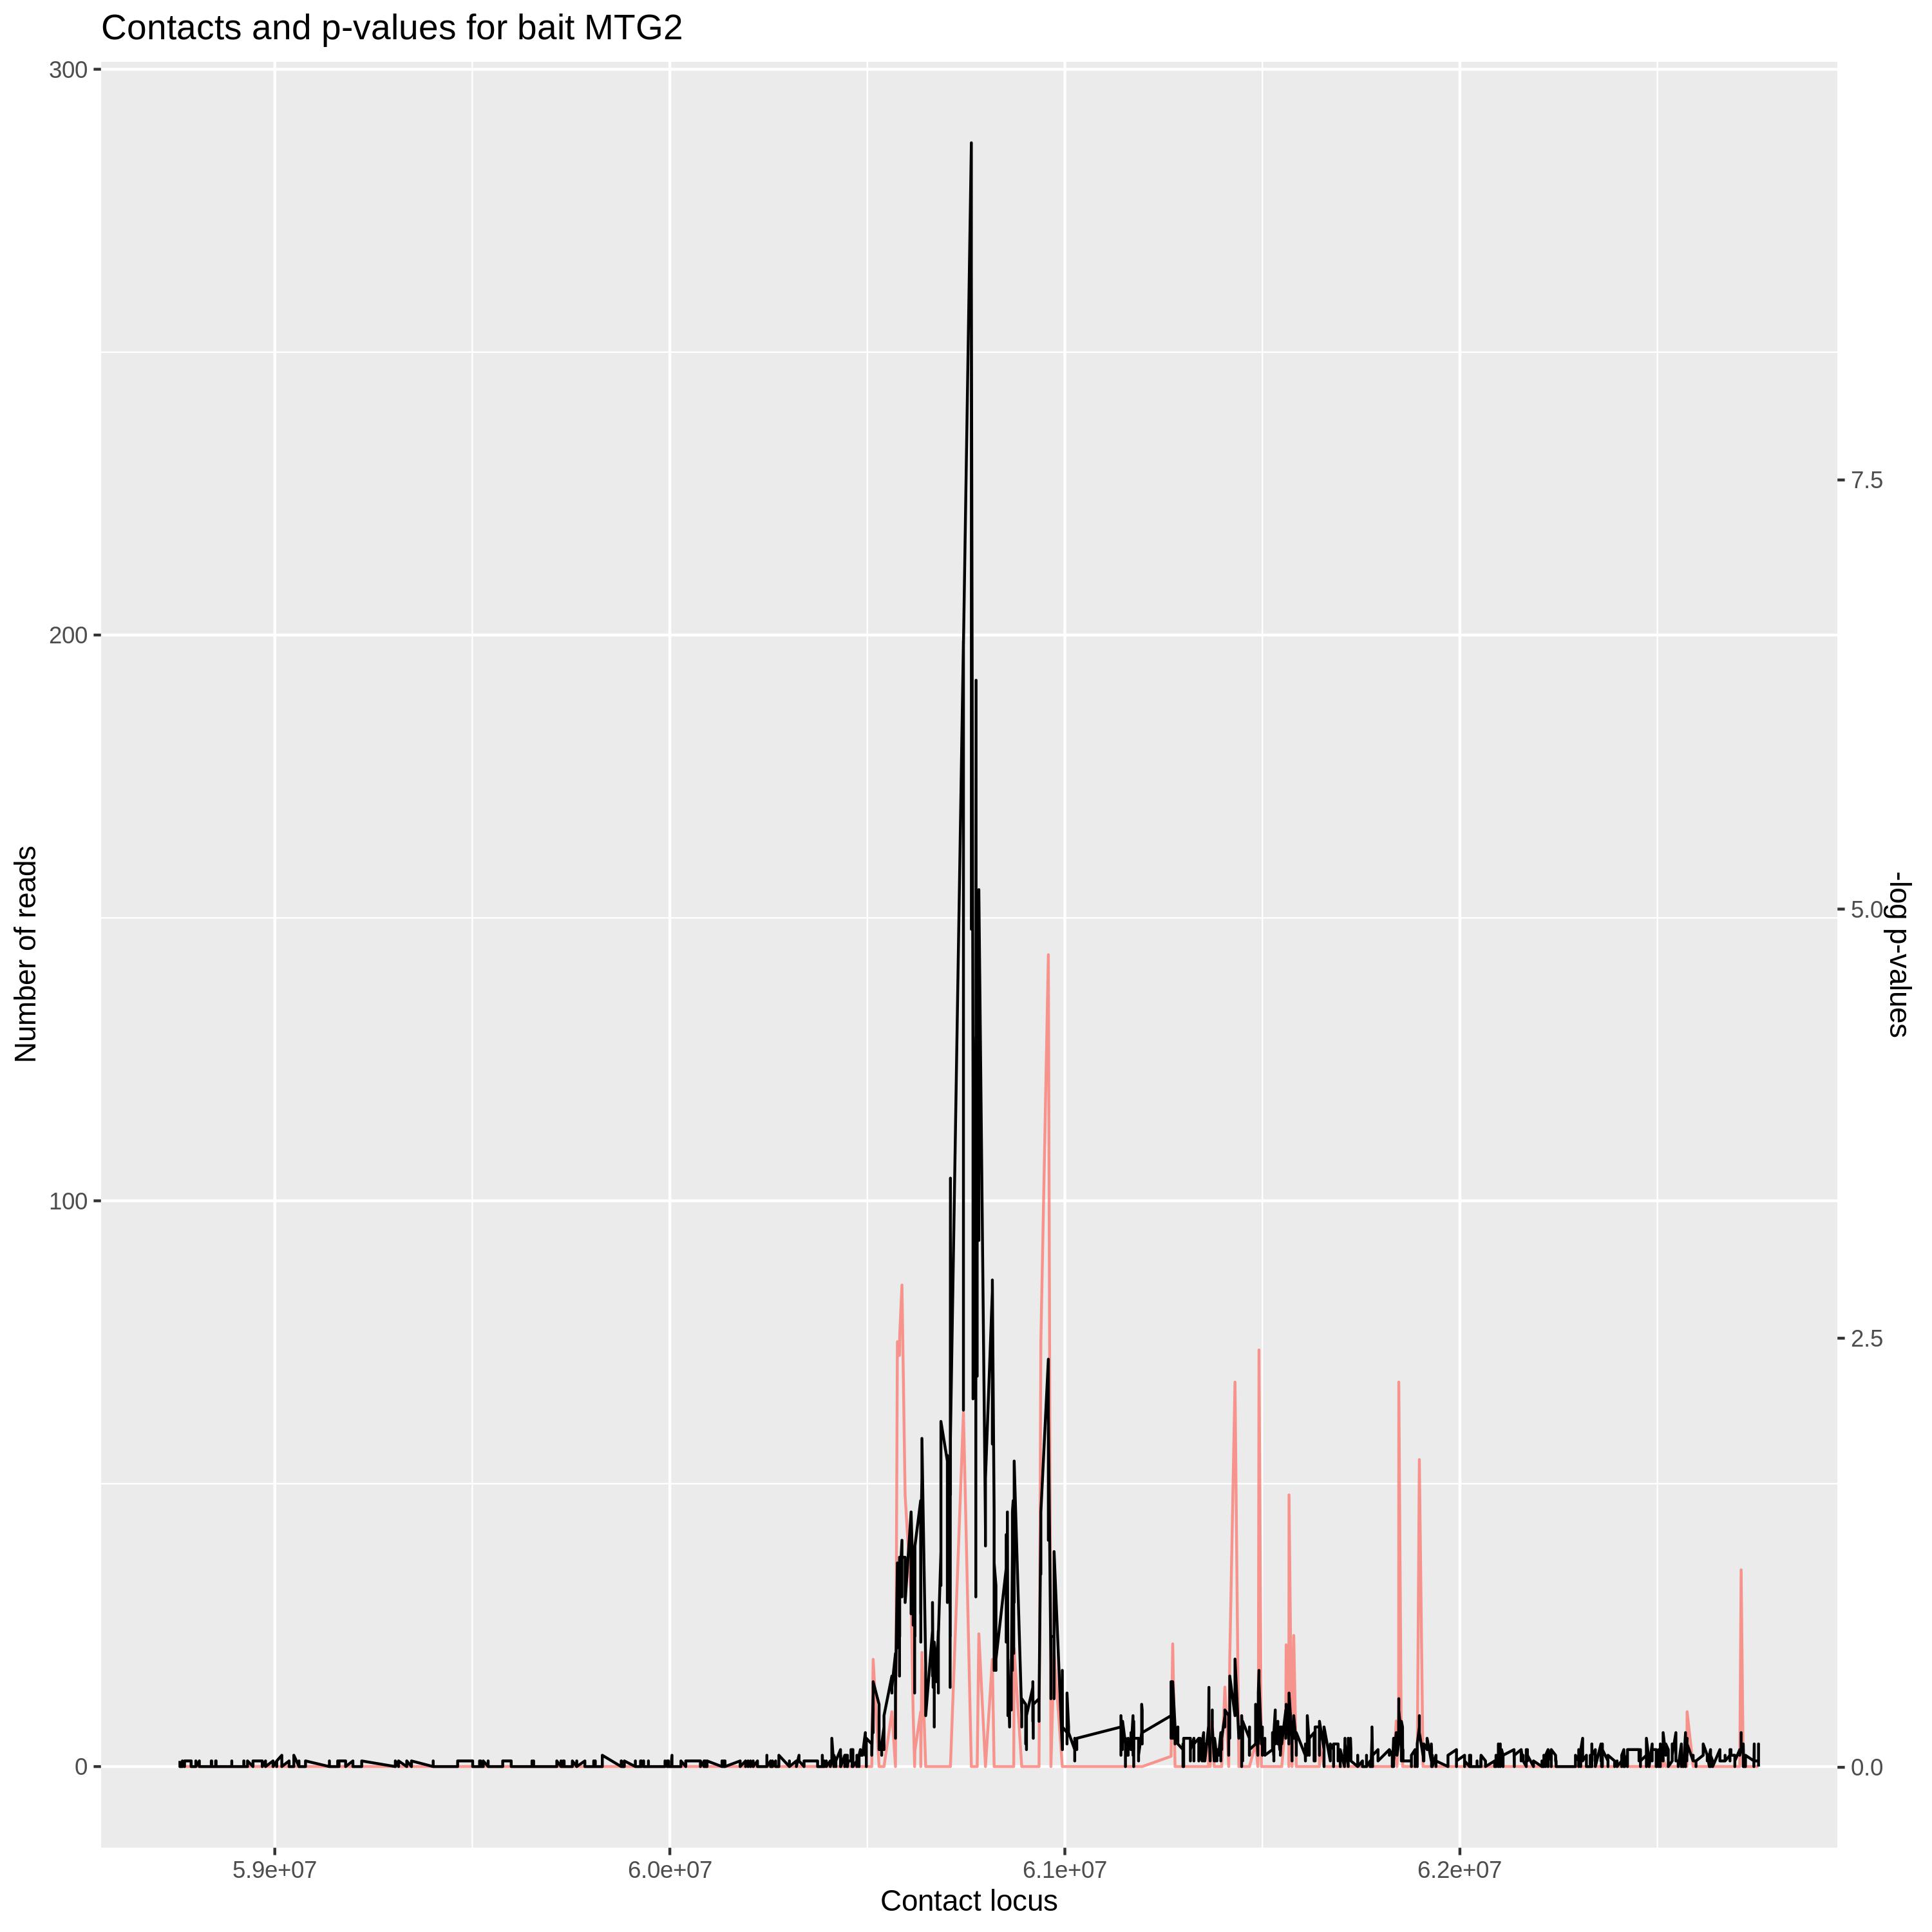 Contacts and p-values for bait MTG2
300
200
100
0
Number of reads
7.5
5.0
2.5
0.0
-log p-values
5.9e+07
6.0e+07
6.1e+07
6.2e+07
Contact locus